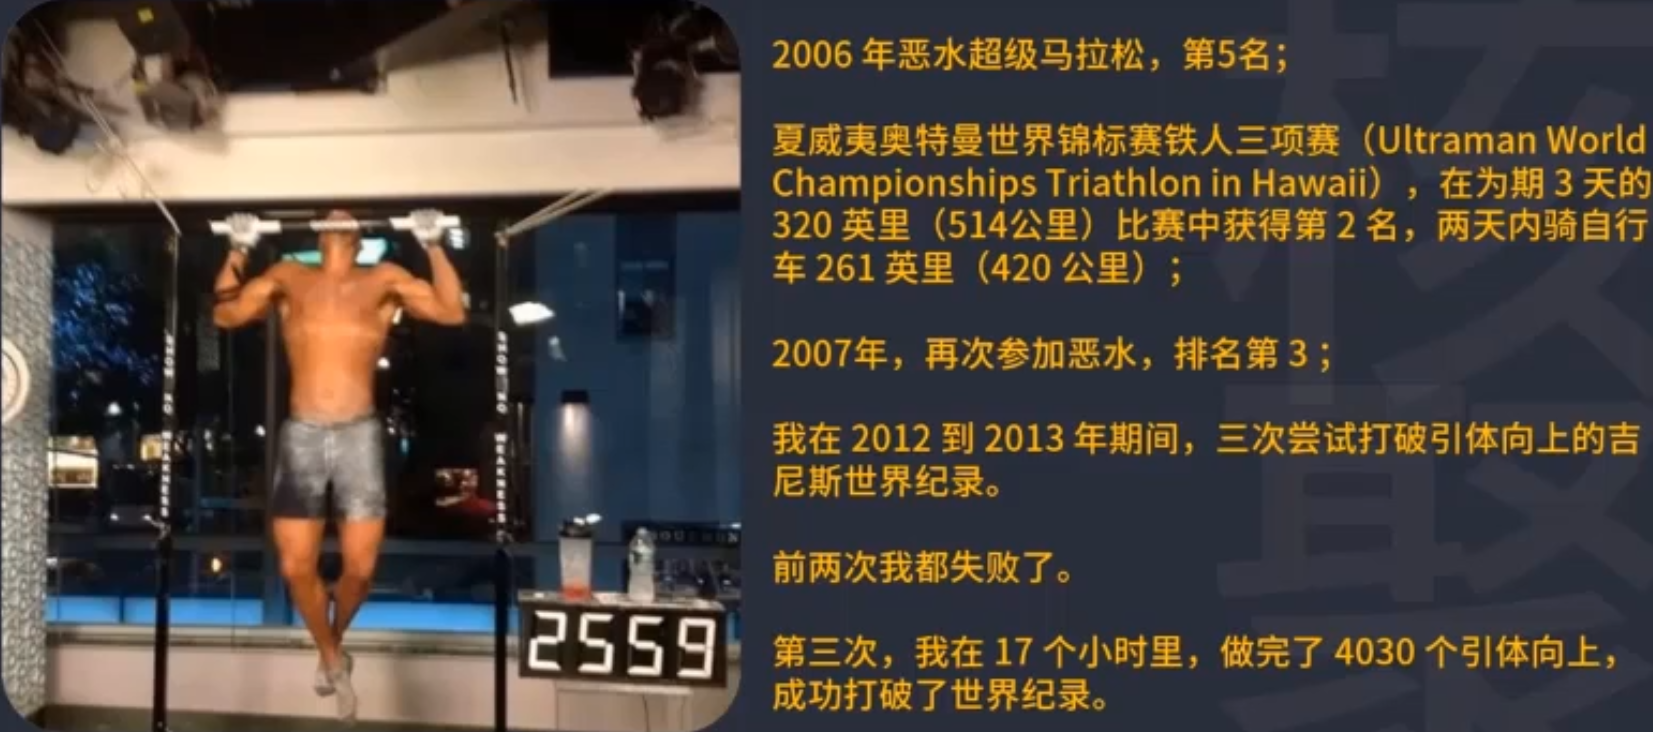 2006 年恶水超级马拉松，第5名；
夏威夷奥特曼世界锦标赛铁人三项赛（Ultraman World
Championships Triathlon in Hawaii），在为期 3 天的
320 英里（514公里）比赛中获得第 2 名，两天内骑自行
车 261 英里（420 公里）；
2007年，再次参加恶水，排名第 3；
我在 2012 到 2013 年期间，三次尝试打破引体向上的吉
尼斯世界纪录。
前两次我都失败了。
第三次，我在 17 个小时里，做完了 4030 个引体向上，
成功打破了世界纪录。
SHOW NO WEAKNESS
SHOW NO WEAKNESS
2559